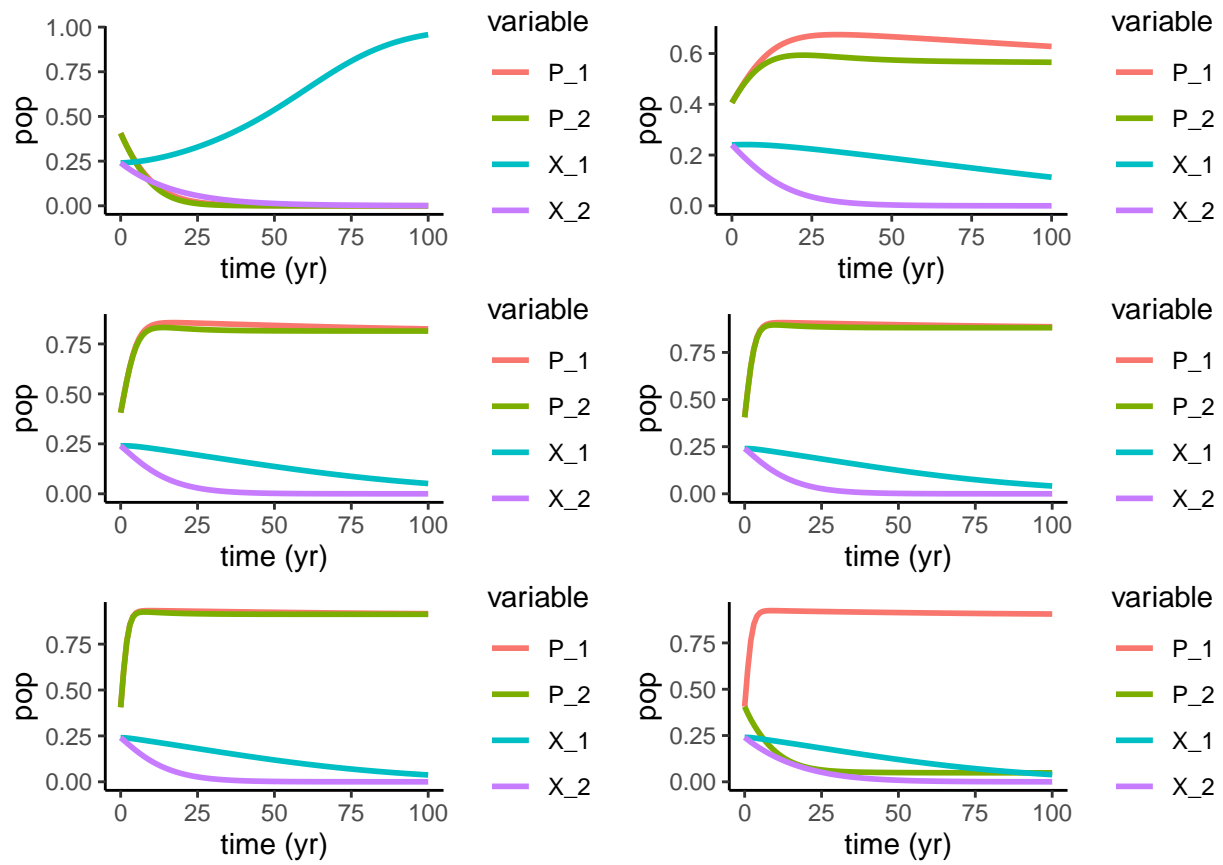 variable
pop
1.00
0.75
0.50
0.25
0.00
0 25 50 75 100
time (yr)
P_1
P_2
X_1
X_2
variable
pop
0.6
0.4
0.2
0.0
0 25 50 75 100
time (yr)
P_1
P_2
X_1
X_2
variable
pop
0.75
0.50
0.25
0.00
0 25 50 75 100
time (yr)
P_1
P_2
X_1
X_2
variable
pop
0.75
0.50
0.25
0.00
0 25 50 75 100
time (yr)
P_1
P_2
X_1
X_2
variable
pop
0.75
0.50
0.25
0.00
0 25 50 75 100
time (yr)
P_1
P_2
X_1
X_2
variable
pop
0.75
0.50
0.25
0.00
0 25 50 75 100
time (yr)
P_1
P_2
X_1
X_2